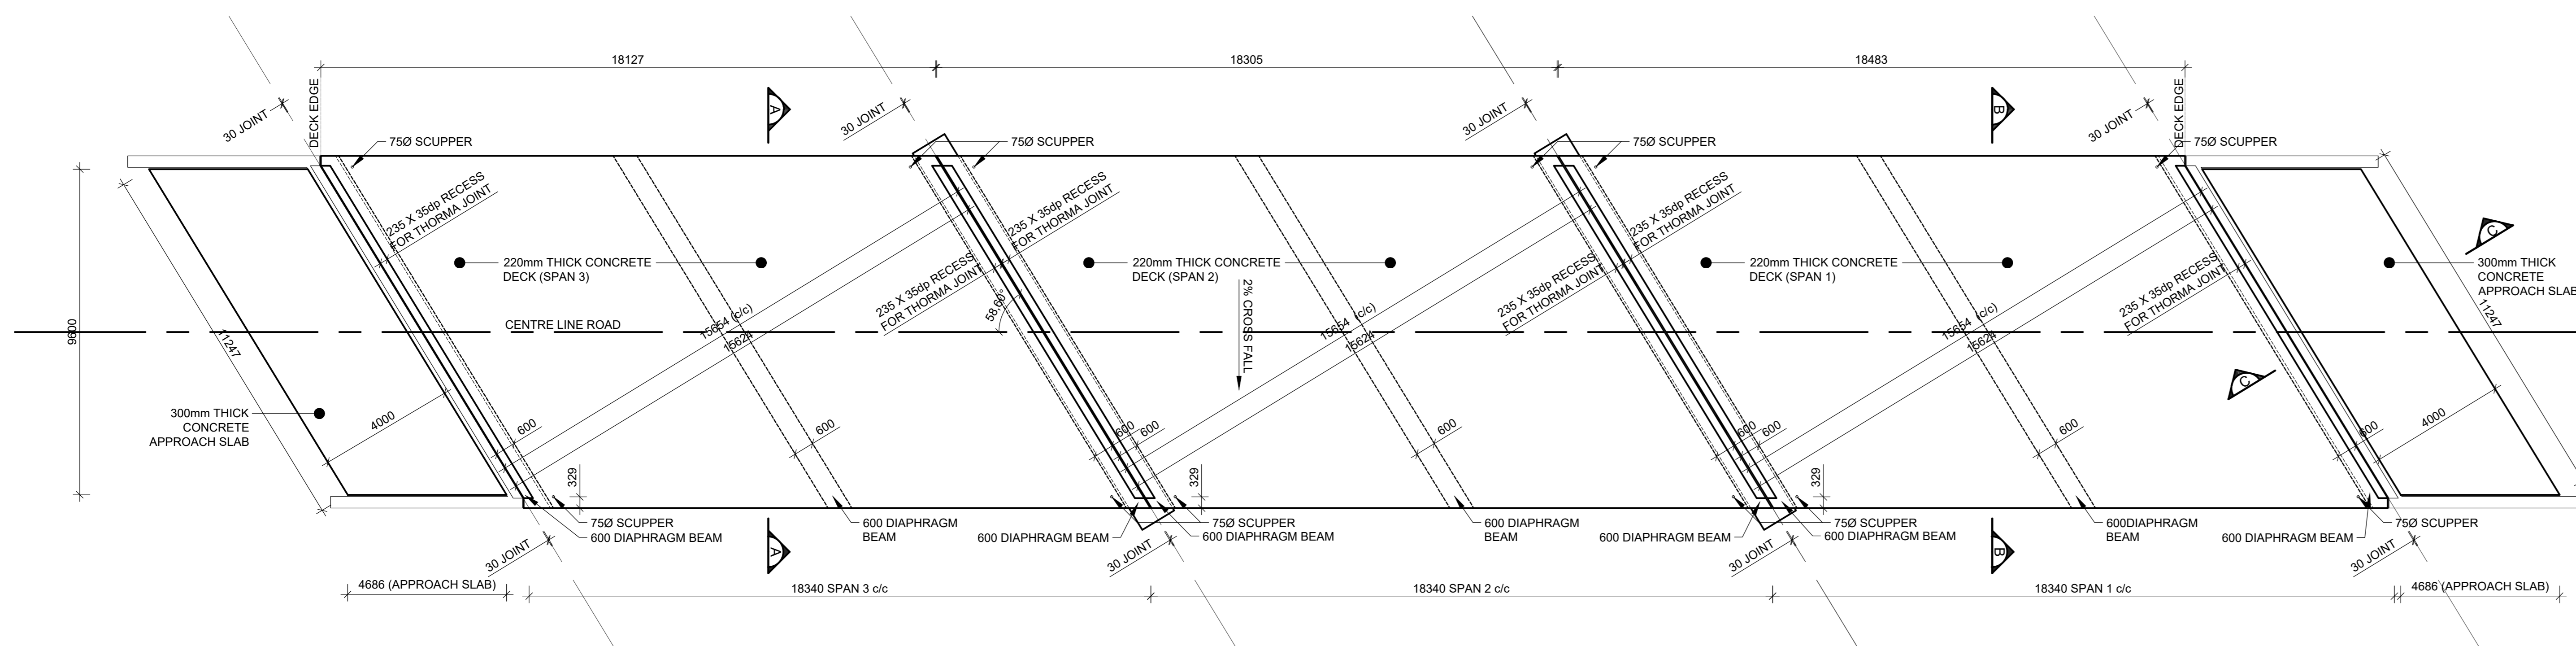 18127
18305
18483
DECK EDGE
DECK EDGE
30 JOINT
30 JOINT
30 JOINT
30 JOINT
A
B
75Ø SCUPPER
75Ø SCUPPER
75Ø SCUPPER
75Ø SCUPPER
235 X 35dp RECESS
FOR THORMA JOINT
235 X 35dp RECESS
FOR THORMA JOINT
235 X 35dp RECESS
FOR THORMA JOINT
C
220mm THICK CONCRETE
DECK (SPAN 3)
220mm THICK CONCRETE
DECK (SPAN 2)
220mm THICK CONCRETE
DECK (SPAN 1)
300mm THICK
CONCRETE
APPROACH SLAB
235 X 35dp RECESS
FOR THORMA JOINT
235 X 35dp RECESS
FOR THORMA JOINT
235 X 35dp RECESS
FOR THORMA JOINT
58,60°
2% CROSS FALL
9600
11247
CENTRE LINE ROAD
15654 (c/c)
15624
15654 (c/c)
15624
15654 (c/c)
15624
11247
C
300mm THICK
CONCRETE
APPROACH SLAB
4000
4000
600
600
600
600
600
600
600
600
600
329
329
329
75Ø SCUPPER
600 DIAPHRAGM BEAM
600 DIAPHRAGM
BEAM
600 DIAPHRAGM BEAM
75Ø SCUPPER
600 DIAPHRAGM BEAM
600 DIAPHRAGM
BEAM
600 DIAPHRAGM BEAM
75Ø SCUPPER
600 DIAPHRAGM BEAM
600DIAPHRAGM
BEAM
600 DIAPHRAGM BEAM
75Ø SCUPPER
A
B
30 JOINT
30 JOINT
30 JOINT
30 JOINT
4686 (APPROACH SLAB)
18340 SPAN 3 c/c
18340 SPAN 2 c/c
18340 SPAN 1 c/c
4686 (APPROACH SLAB)